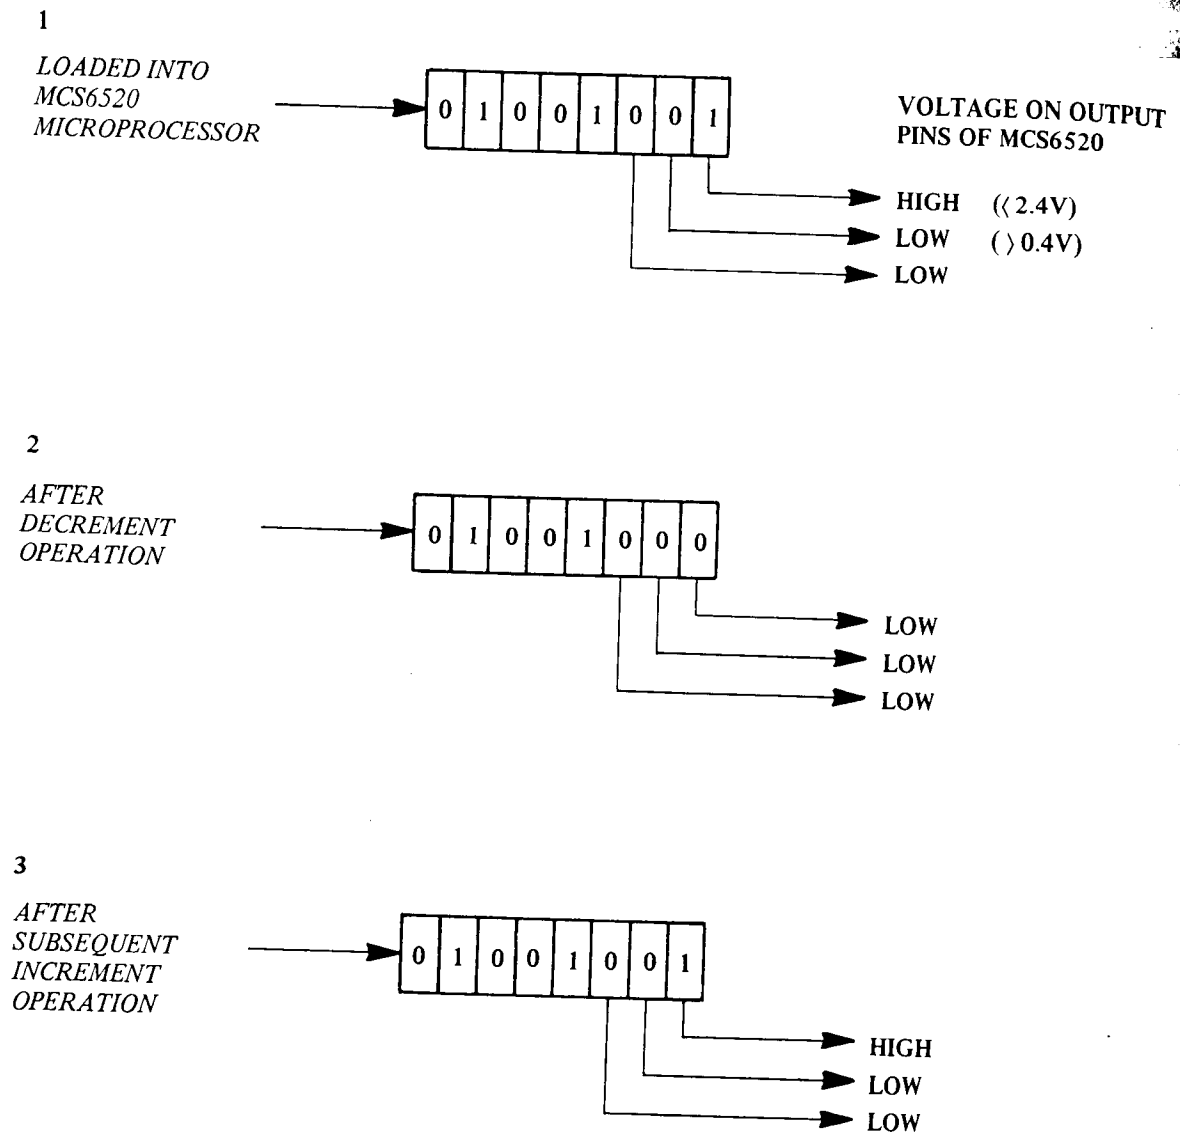 1
LOADED INTO
MCS6520
MICROPROCESSOR
0 1 0 0 1 0 0 1
VOLTAGE ON OUTPUT
PINS OF MCS6520
HIGH (⟨ 2.4V)
LOW ( ⟩ 0.4V)
LOW
2
AFTER
DECREMENT
OPERATION
0 1 0 0 1 0 0 0
LOW
LOW
LOW
3
AFTER
SUBSEQUENT
INCREMENT
OPERATION
0 1 0 0 1 0 0 1
HIGH
LOW
LOW